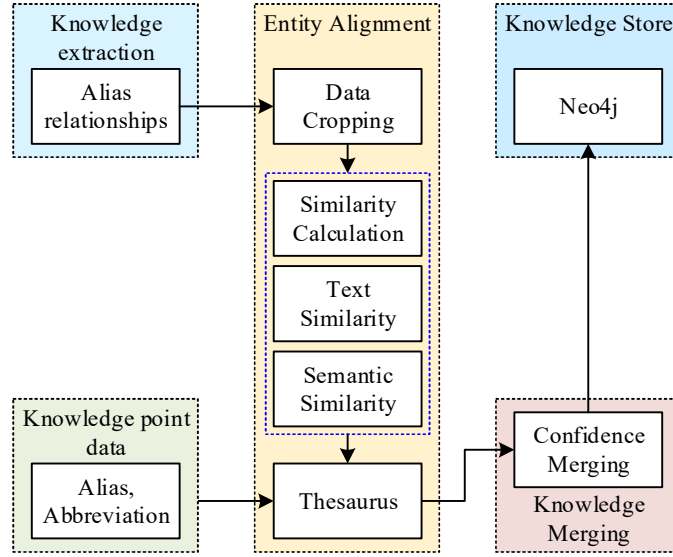 Knowledge
extraction
Alias
relationships
Entity Alignment
Data
Cropping
Similarity
Calculation
Text
Similarity
Semantic
Similarity
Thesaurus
Knowledge Store
Neo4j
Knowledge point
data
Alias,
Abbreviation
Confidence
Merging
Knowledge
Merging